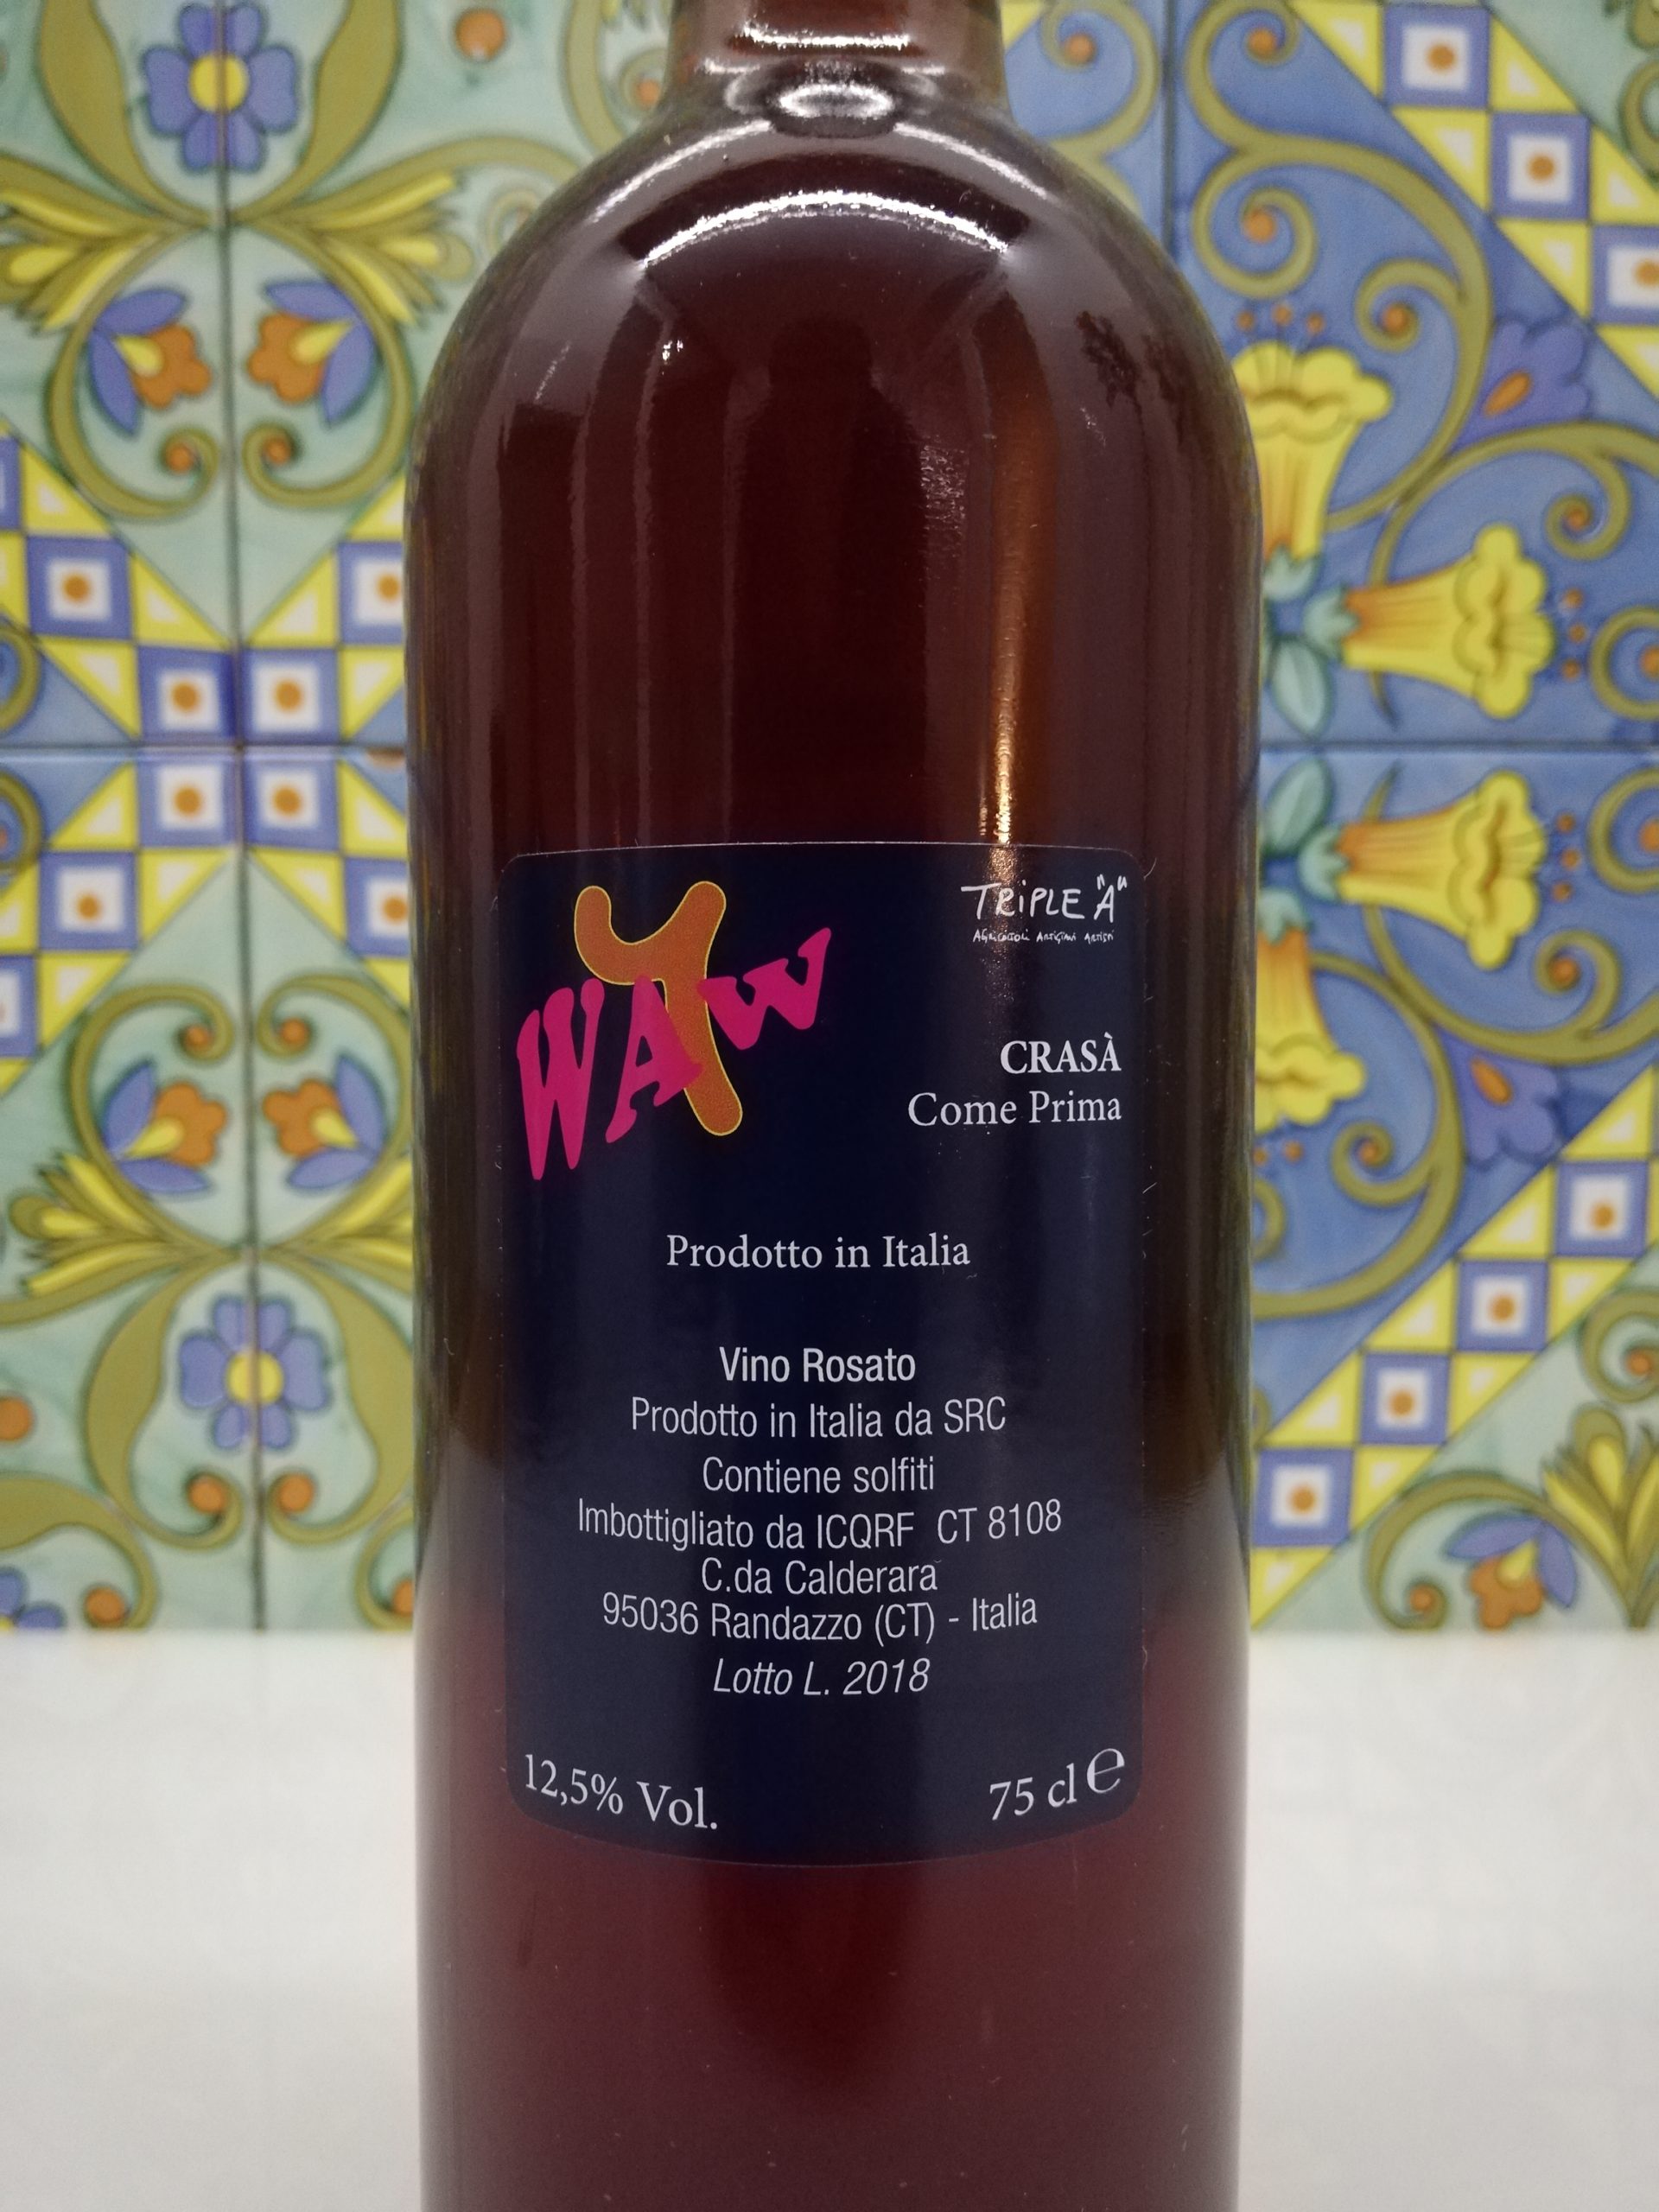 WAW
TRiPLE "A"
Agricoltori Artigiani Artisti
CRASÀ
Come Prima
Prodotto in Italia
Vino Rosato
Prodotto in Italia da SRC
Contiene solfiti
Imbottigliato da ICQRF CT 8108
C.da Calderara
95036 Randazzo (CT) - Italia
Lotto L. 2018
12,5% Vol.
75 cl e